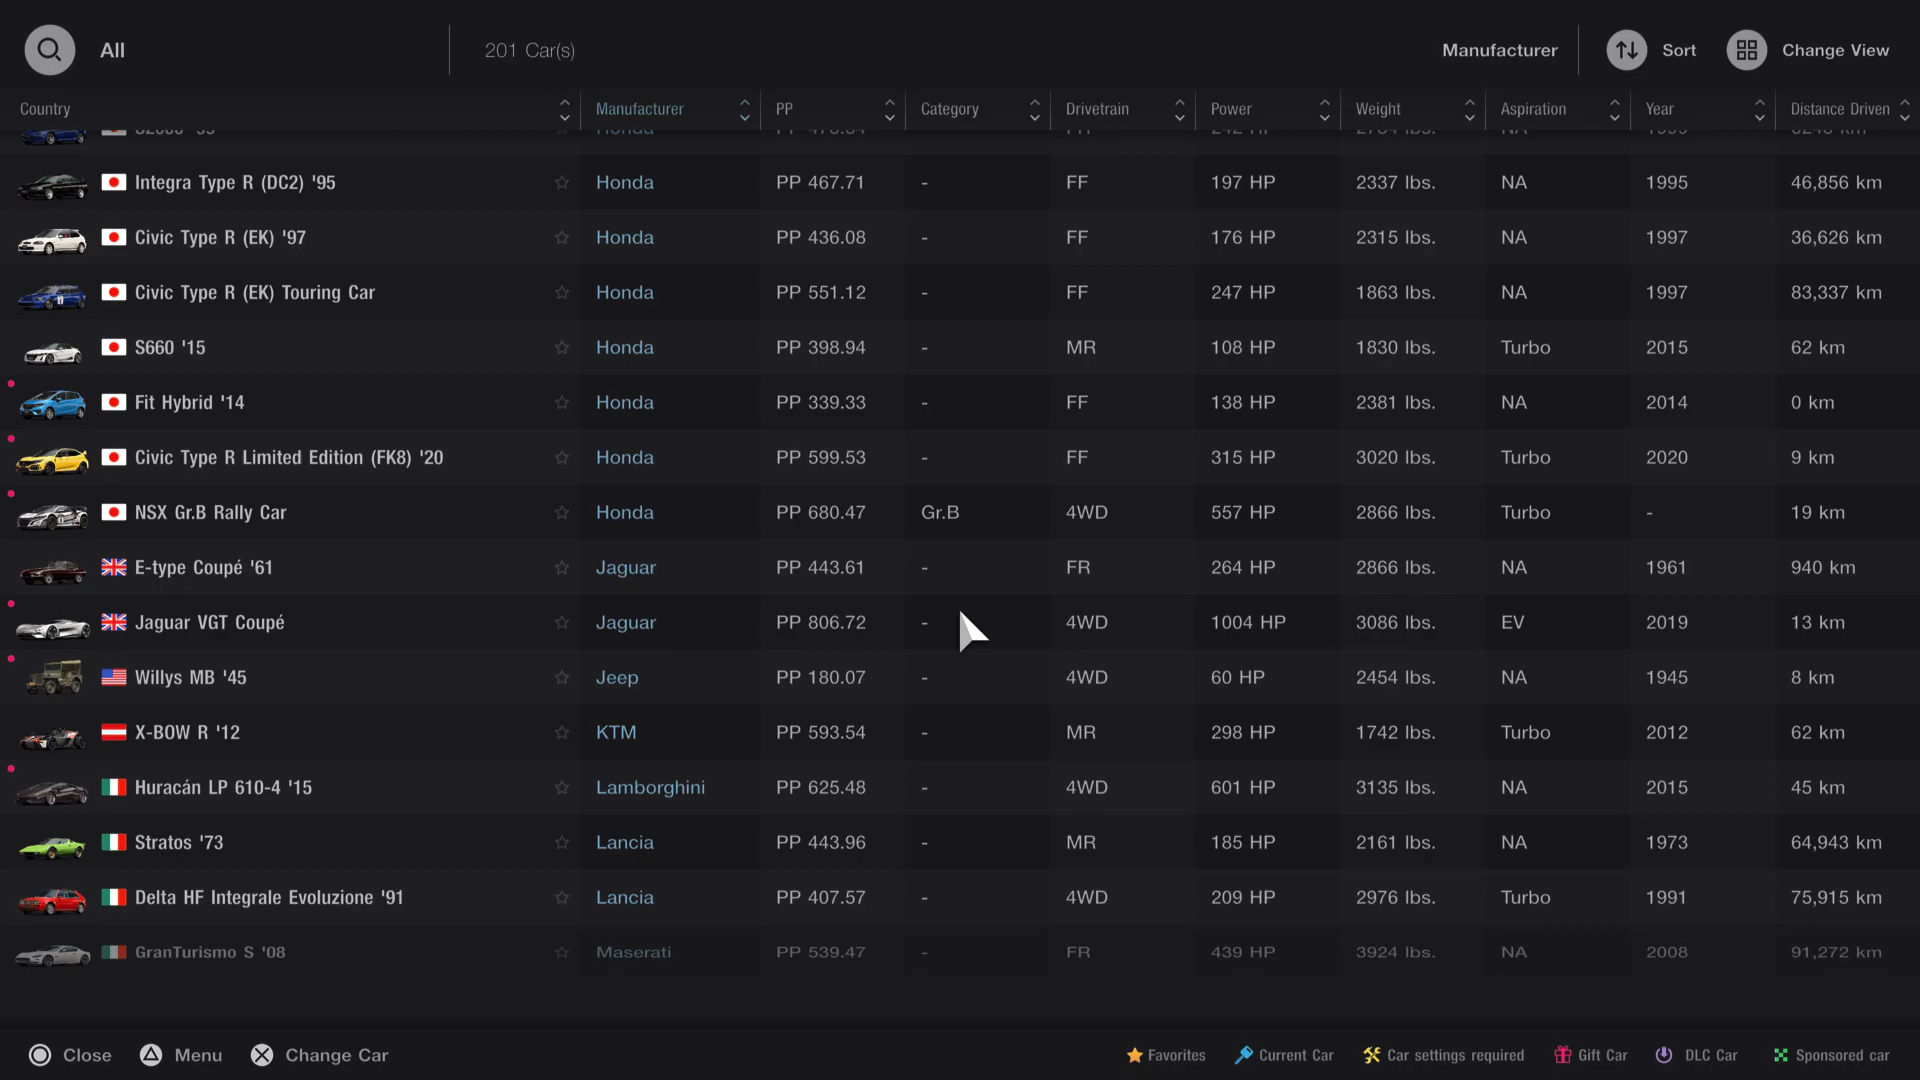 All 201 Car(s) Manufacturer Sort Change View
Country Manufacturer PP Category Drivetrain Power Weight Aspiration Year Distance Driven
Integra Type R (DC2) '95 Honda PP 467.71 - FF 197 HP 2337 lbs. NA 1995 46,856 km
Civic Type R (EK) '97 Honda PP 436.08 - FF 176 HP 2315 lbs. NA 1997 36,626 km
Civic Type R (EK) Touring Car Honda PP 551.12 - FF 247 HP 1863 lbs. NA 1997 83,337 km
S660 '15 Honda PP 398.94 - MR 108 HP 1830 lbs. Turbo 2015 62 km
Fit Hybrid '14 Honda PP 339.33 - FF 138 HP 2381 lbs. NA 2014 0 km
Civic Type R Limited Edition (FK8) '20 Honda PP 599.53 - FF 315 HP 3020 lbs. Turbo 2020 9 km
NSX Gr.B Rally Car Honda PP 680.47 Gr.B 4WD 557 HP 2866 lbs. Turbo - 19 km
E-type Coupé '61 Jaguar PP 443.61 - FR 264 HP 2866 lbs. NA 1961 940 km
Jaguar VGT Coupé Jaguar PP 806.72 - 4WD 1004 HP 3086 lbs. EV 2019 13 km
Willys MB '45 Jeep PP 180.07 - 4WD 60 HP 2454 lbs. NA 1945 8 km
X-BOW R '12 KTM PP 593.54 - MR 298 HP 1742 lbs. Turbo 2012 62 km
Huracán LP 610-4 '15 Lamborghini PP 625.48 - 4WD 601 HP 3135 lbs. NA 2015 45 km
Stratos '73 Lancia PP 443.96 - MR 185 HP 2161 lbs. NA 1973 64,943 km
Delta HF Integrale Evoluzione '91 Lancia PP 407.57 - 4WD 209 HP 2976 lbs. Turbo 1991 75,915 km
GranTurismo S '08 Maserati PP 539.47 - FR 439 HP 3924 lbs. NA 2008 91,272 km
Close Menu Change Car Favorites Current Car Car settings required Gift Car DLC Car Sponsored car